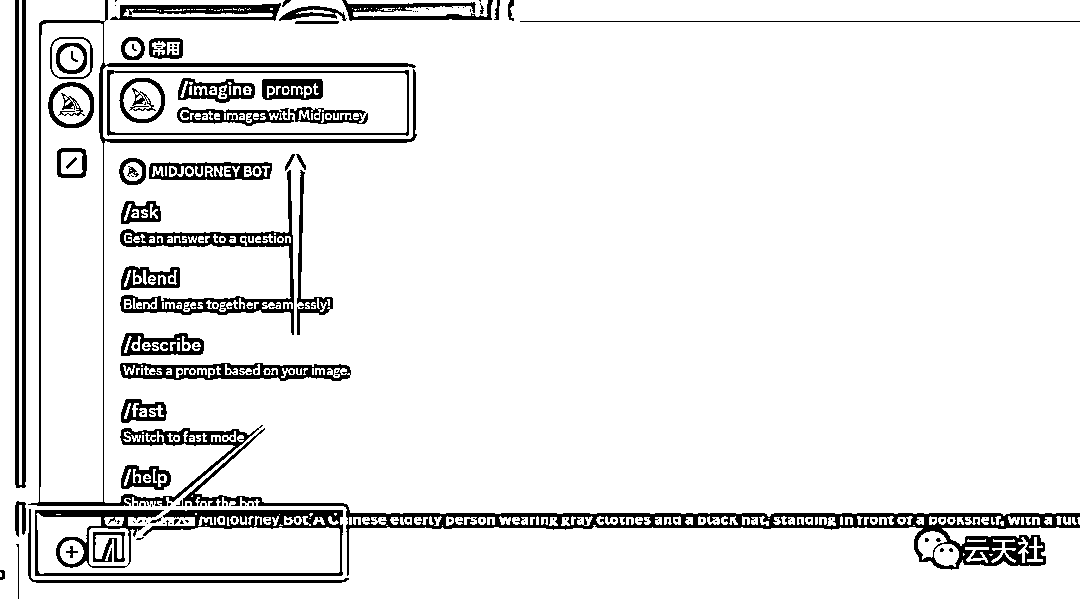 常用
/imagine prompt
Create images with Midjourney
MIDJOURNEY BOT
/ask
Get an answer to a question
/blend
Blend images together seamlessly!
/describe
Writes a prompt based on your image.
/fast
Switch to fast mode
/help
Shows help for the bot
Midjourney Bot A Chinese elderly person wearing gray clothes and a black hat, standing in front of a bookshelf, with a full
/
云天社